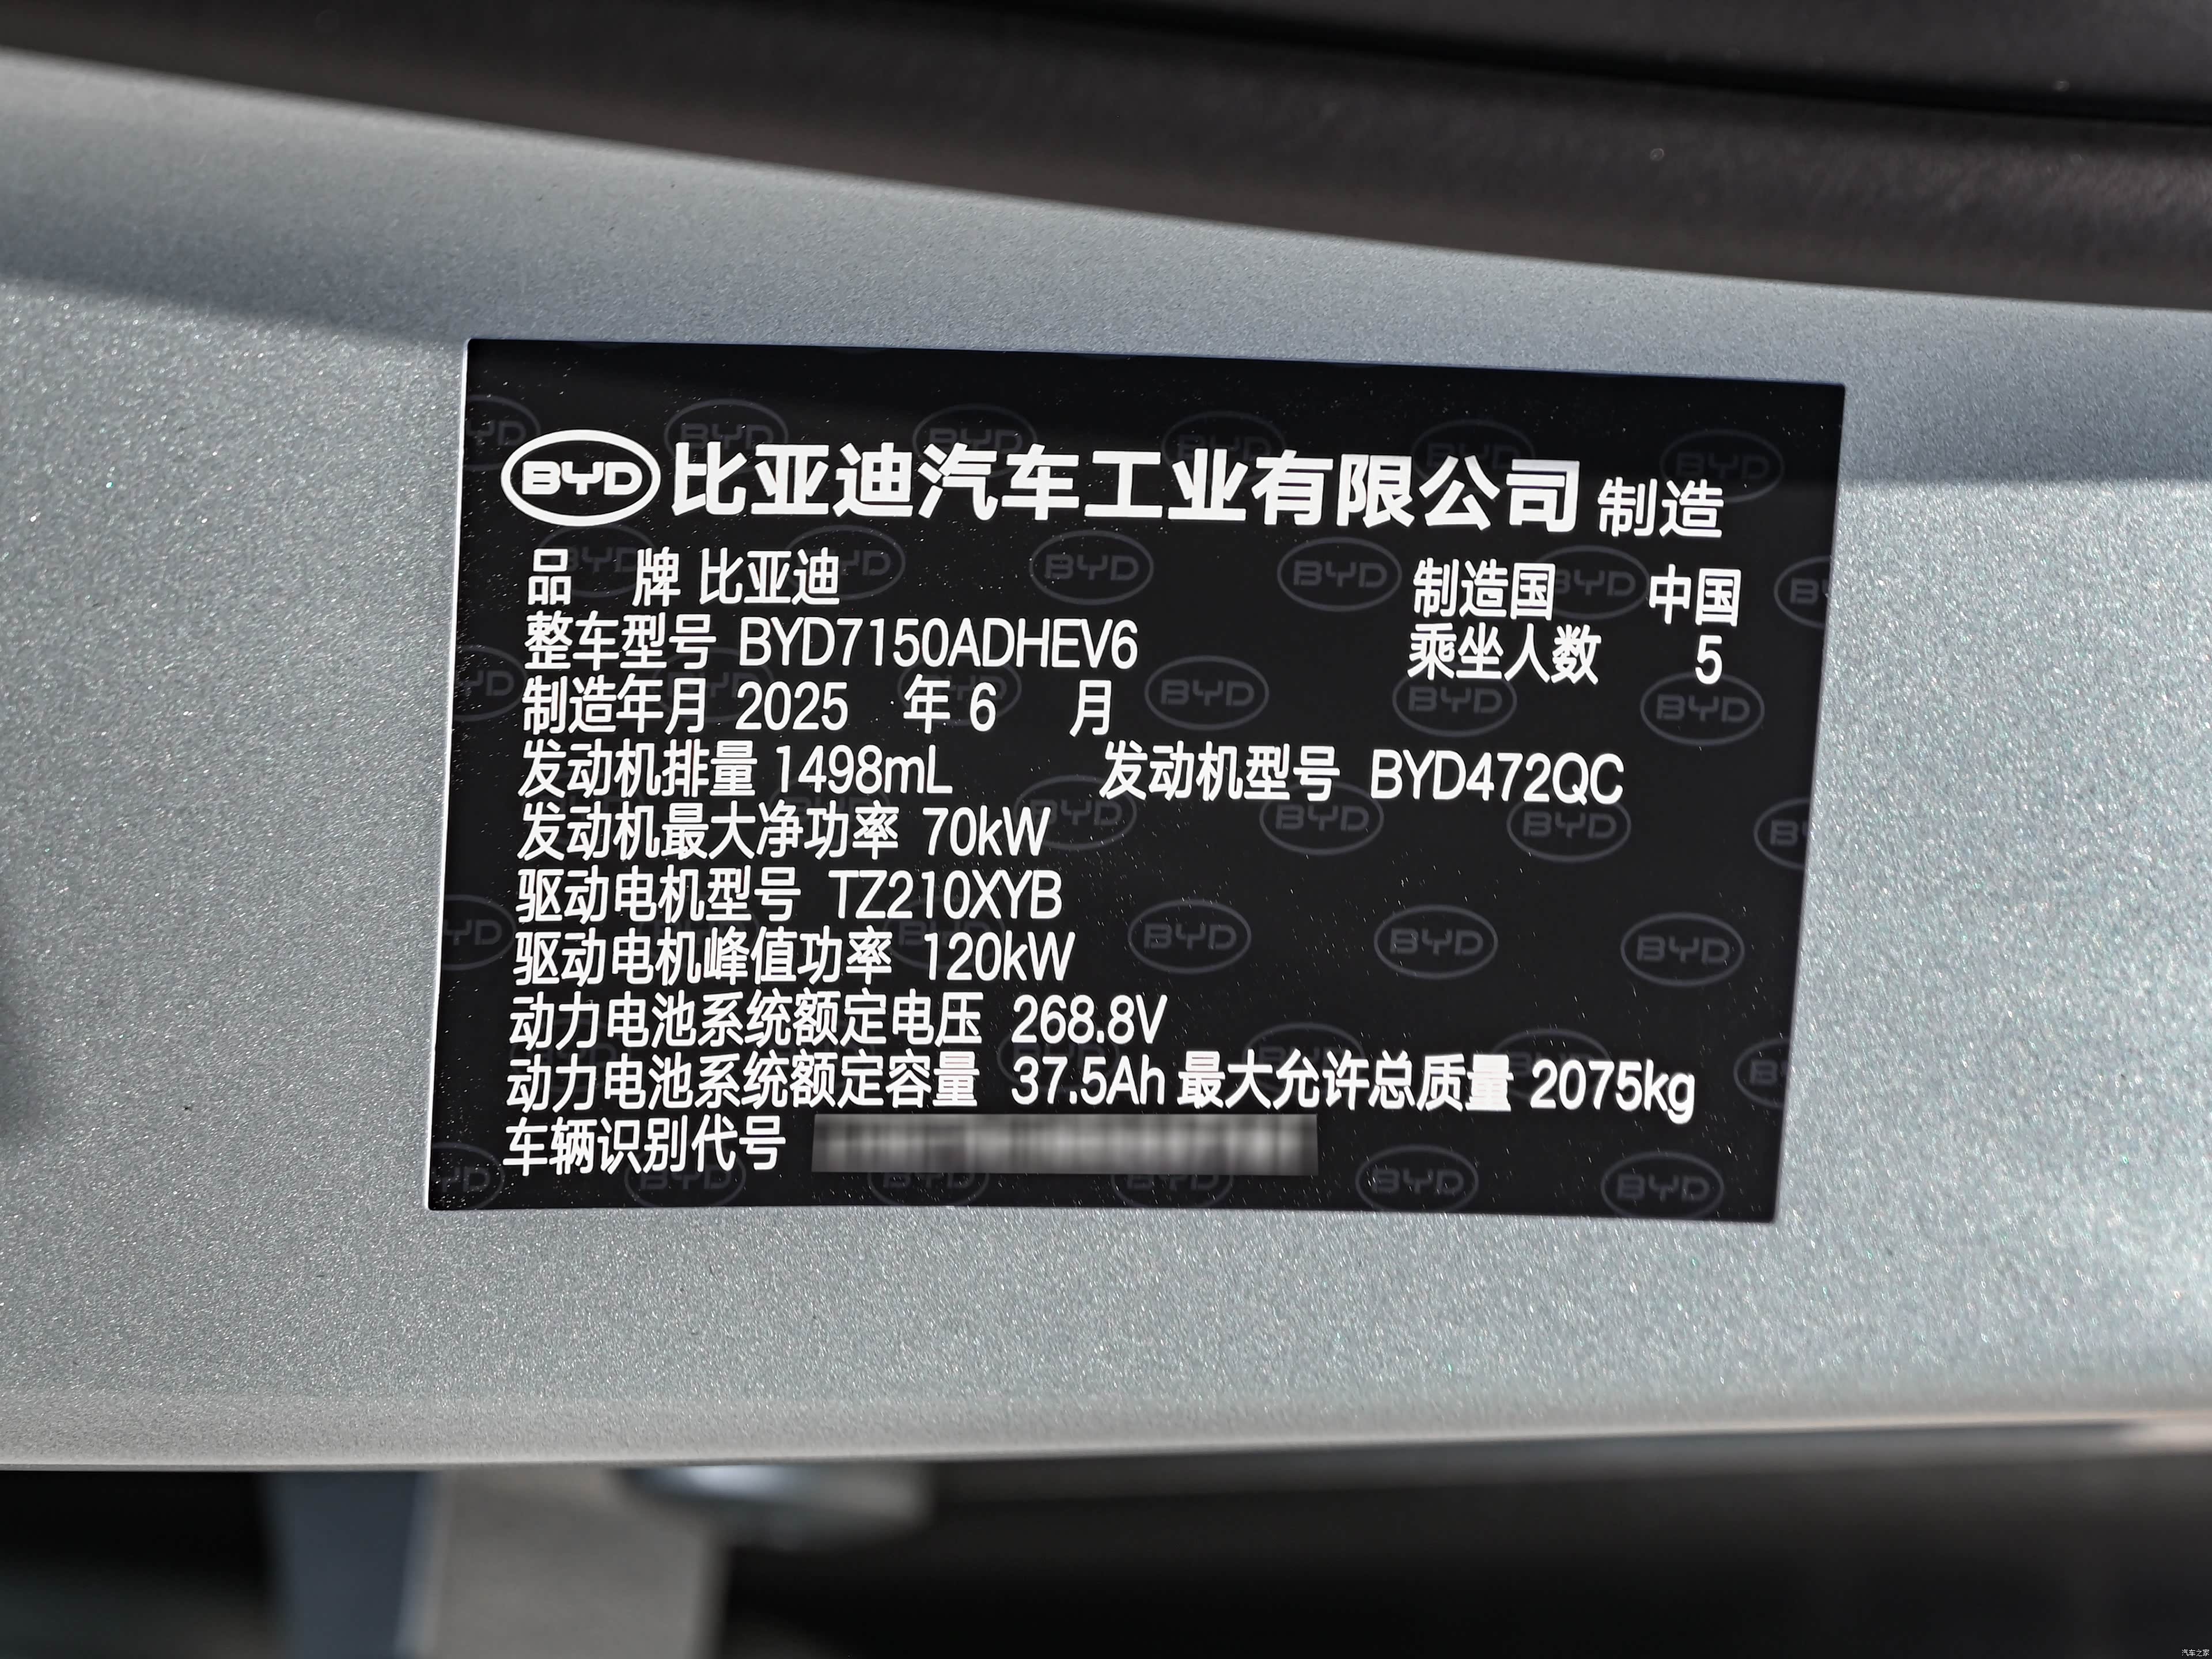 BYD 比亚迪汽车工业有限公司 制造
品 牌 比亚迪 制造国 中国
整车型号 BYD7150ADHEV6 乘坐人数 5
制造年月 2025 年 6 月
发动机排量 1498mL 发动机型号 BYD472QC
发动机最大净功率 70kW
驱动电机型号 TZ210XYB
驱动电机峰值功率 120kW
动力电池系统额定电压 268.8V
动力电池系统额定容量 37.5Ah 最大允许总质量 2075kg
车辆识别代号
汽车之家